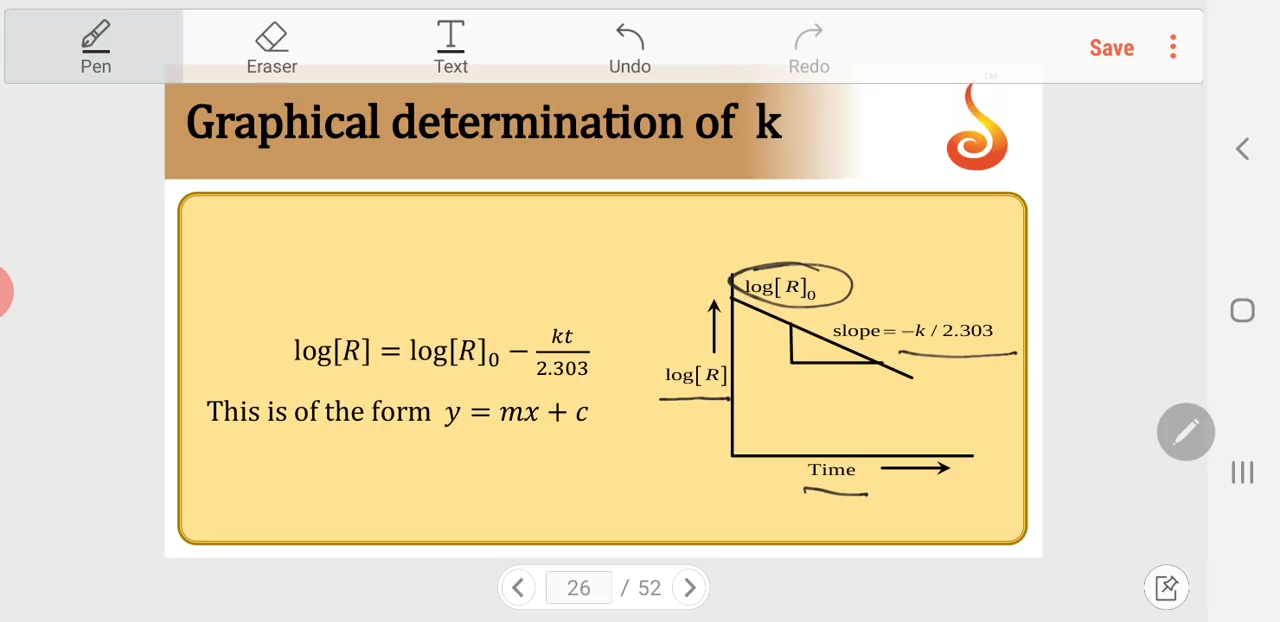 Pen Eraser Text Undo Redo Save
TM
Graphical determination of k
log[R] = log[R]₀ − kt/2.303
This is of the form y = mx + c
log[R]₀
slope = −k / 2.303
log[R]
Time
26 / 52